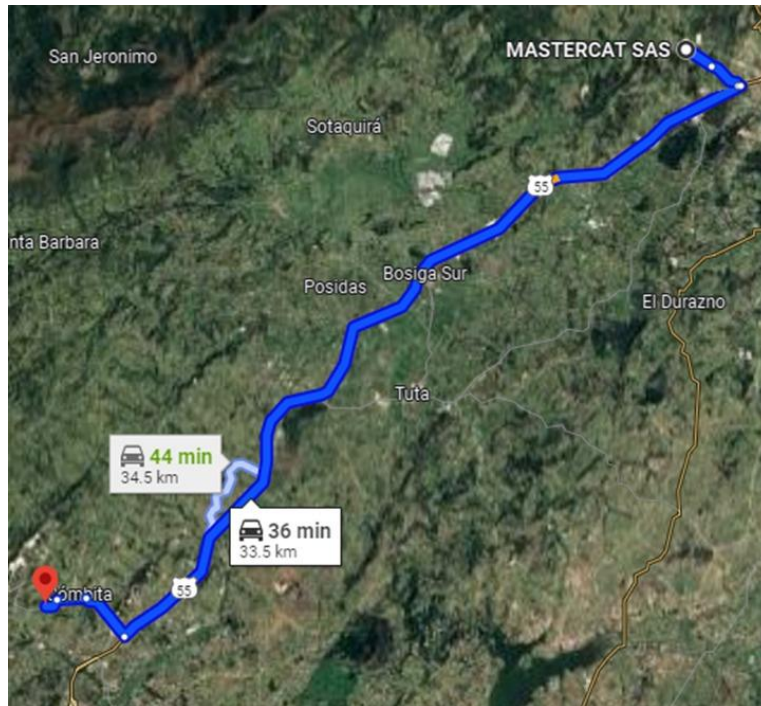 San Jeronimo
MASTERCAT SAS
Sotaquirá
55
nta Barbara
Bosiga Sur
Posidas
El Durazno
Tuta
44 min
34.5 km
36 min
33.5 km
55
ómbita